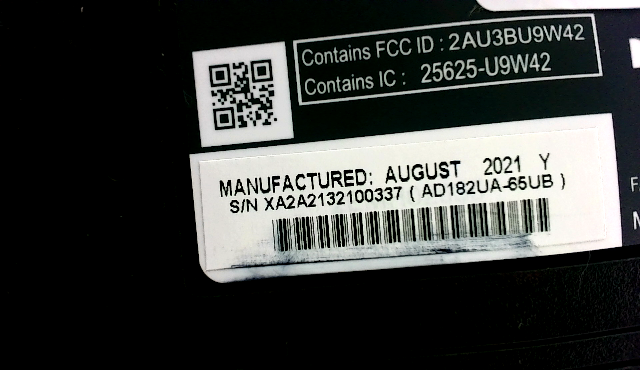 Contains FCC ID : 2AU3BU9W42
Contains IC : 25625-U9W42
MANUFACTURED: AUGUST 2021 Y
S/N XA2A2132100337 ( AD182UA-65UB )